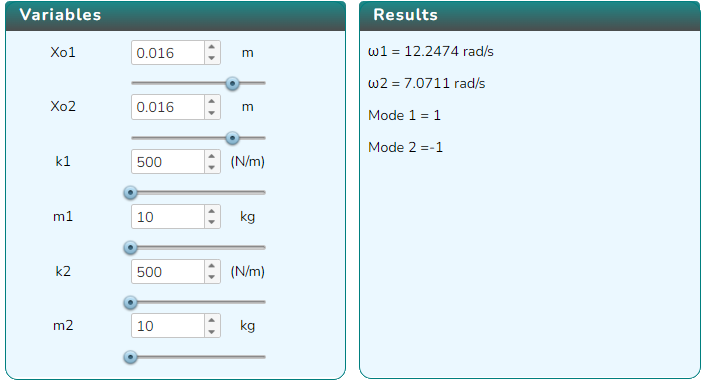 Variables
Xo1 0.016 m
Xo2 0.016 m
k1 500 (N/m)
m1 10 kg
k2 500 (N/m)
m2 10 kg
Results
ω1 = 12.2474 rad/s
ω2 = 7.0711 rad/s
Mode 1 = 1
Mode 2 =-1